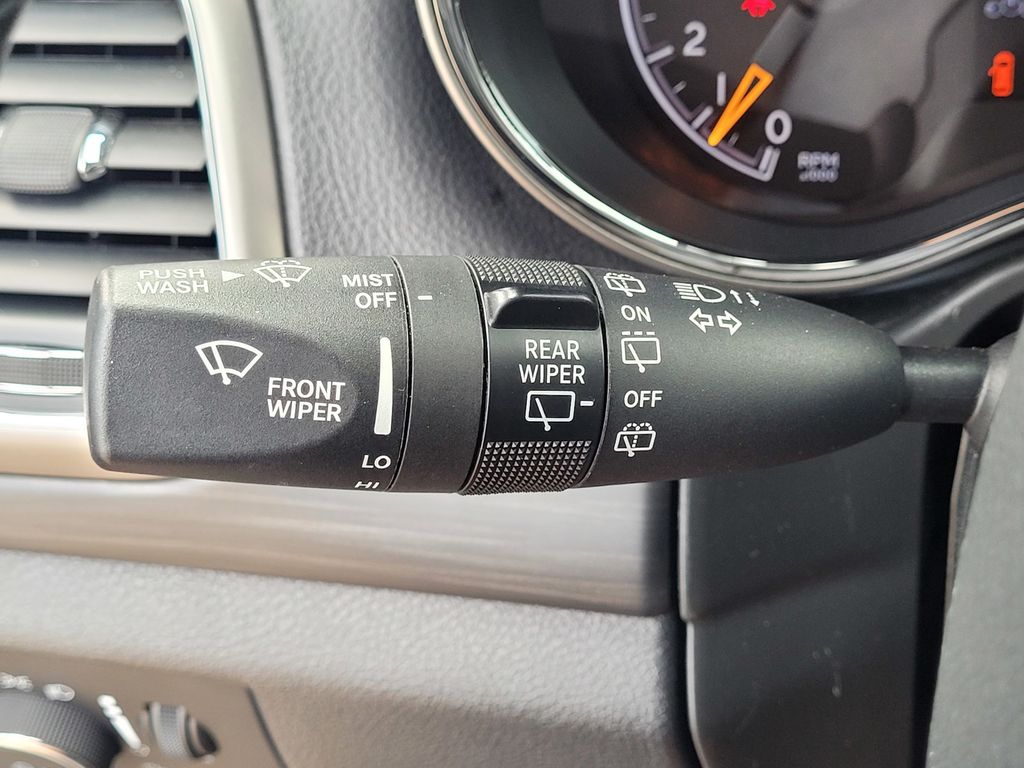 2
1
0
RPM
x1000
PUSH
WASH
MIST
OFF
FRONT
WIPER
LO
HI
REAR
WIPER
ON
OFF